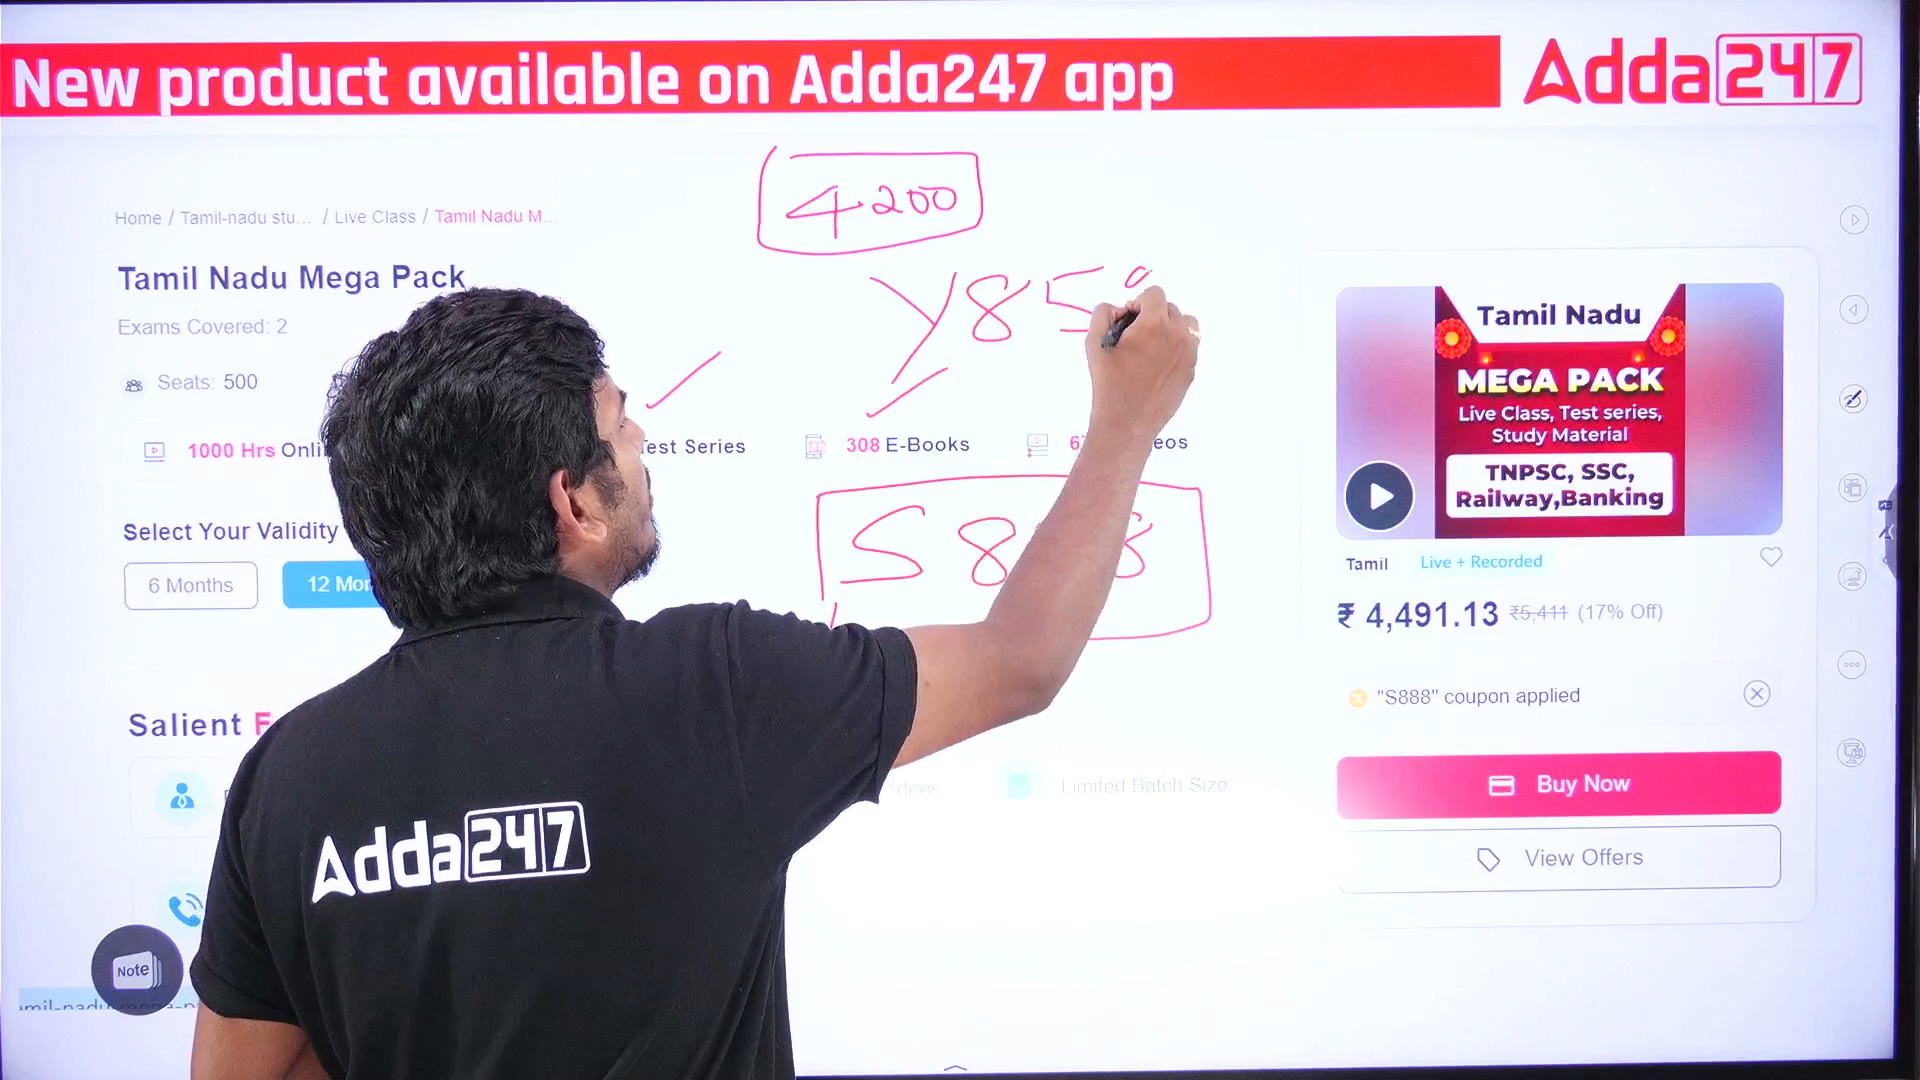 New product available on Adda247 app
Adda247
4200
Home / Tamil-nadu stu... / Live Class / Tamil Nadu M...
Tamil Nadu Mega Pack
Exams Covered: 2
Y85
Seats: 500
1000 Hrs
Test Series
308 E-Books
Select Your Validity
6 Months
12
S888
Salient
Limited Batch Size
Adda247
Note
Tamil Nadu
MEGA PACK
Live Class, Test series,
Study Material
TNPSC, SSC,
Railway,Banking
Tamil
Live + Recorded
₹ 4,491.13 ₹5,411 (17% Off)
"S888" coupon applied
Buy Now
View Offers